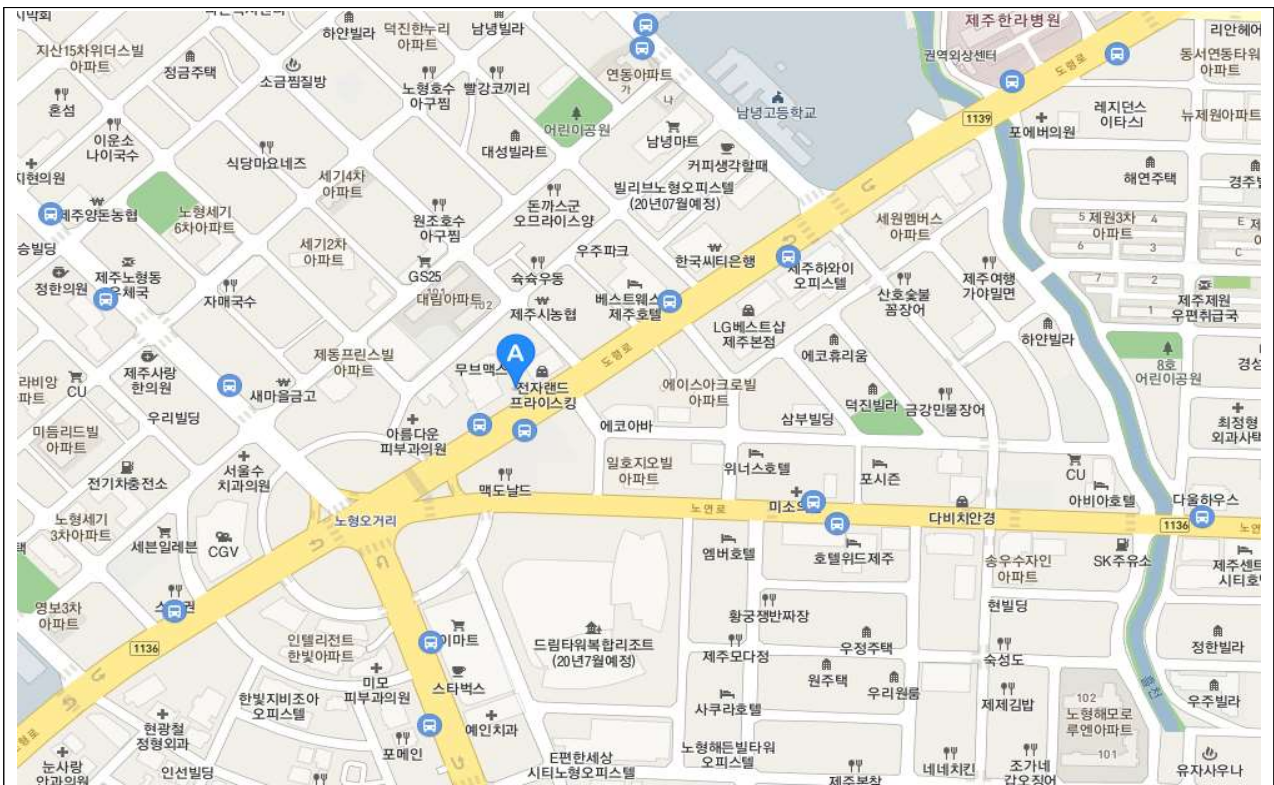 하얀빌라
덕진한누리
아파트
남녕빌라
제주한라병원
리안헤어
지산15차위더스빌
아파트
정금주택
소금찜질방
노형호수
아구찜
빨강코끼리
연동아파트
가
나
권역외상센터
도령로
동서연동타워
아파트
혼섬
이운소
나이국수
식당마요네즈
대성빌라트
어린이공원
남녕마트
남녕고등학교
커피생각할때
1139
포에버의원
레지던스
이타시
뉴제원아파트
지현의원
세기4차
아파트
돈까스군
오므라이스양
빌리브노형오피스텔
(20년07월예정)
해연주택
제주양돈농협
노형세기
6차아파트
원조호수
아구찜
우주파크
한국씨티은행
세원멤버스
아파트
5
제원3차
아파트
4
6
3
E
C
승빌딩
정한의원
제주노형동
우체국
세기2차
아파트
자매국수
GS25
대림아파트
101
102
슉슉우동
제주시농협
베스트웨스
제주호텔
제주하와이
오피스텔
산호숯불
꼼장어
제주여행
가야밀면
7
2
1
제주제원
우편취급국
LG베스트샵
제주본점
에코휴리움
하얀빌라
8호
어린이공원
제주사랑
한의원
제동프린스빌
아파트
무브맥스
A
전자랜드
프라이스킹
도령로
에이스아크로빌
아파트
CU
우리빌딩
새마을금고
미듬리드빌
아파트
아름다운
피부과의원
에코아바
삼부빌딩
덕진빌라
금강민물장어
최정형
외과사택
전기차충전소
서울수
치과의원
맥도날드
일호지오빌
아파트
위너스호텔
포시즌
CU
아비아호텔
다울하우스
노형세기
3차아파트
세븐일레븐
CGV
노형오거리
노연로
다비치안경
1136
엠버호텔
호텔위드제주
송우수자인
아파트
SK주유소
영보3차
아파트
1136
인텔리전트
한빛아파트
이마트
드림타워복합리조트
(20년7월예정)
황궁쟁반짜장
현빌딩
제주모다정
우정주택
숙성도
정한빌라
미모
피부과의원
스타벅스
원주택
우리원룸
제제김밥
102
노형해모로
루엔아파트
101
우주빌라
한빛지비조아
오피스텔
사쿠라호텔
흘천
현광철
정형외과
포메인
예인치과
E편한세상
시티노형오피스텔
노형해든빌타워
오피스텔
네네치킨
조가네
갑오징어
유자사우나
눈사랑
안과의원
인선빌딩
제주본참